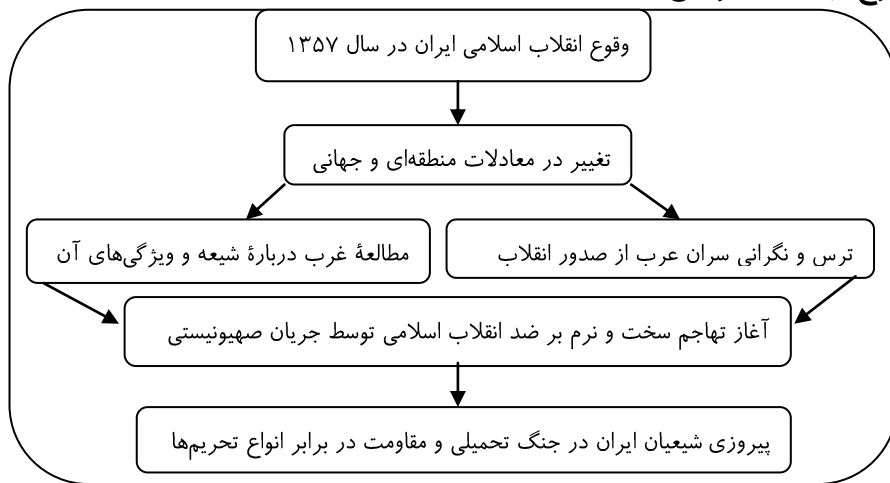 وقوع انقلاب اسلامی ایران در سال ۱۳۵۷
تغییر در معادلات منطقه‌ای و جهانی
ترس و نگرانی سران عرب از صدور انقلاب
مطالعهٔ غرب دربارهٔ شیعه و ویژگی‌های آن
آغاز تهاجم سخت و نرم بر ضد انقلاب اسلامی توسط جریان صهیونیستی
پیروزی شیعیان ایران در جنگ تحمیلی و مقاومت در برابر انواع تحریم‌ها